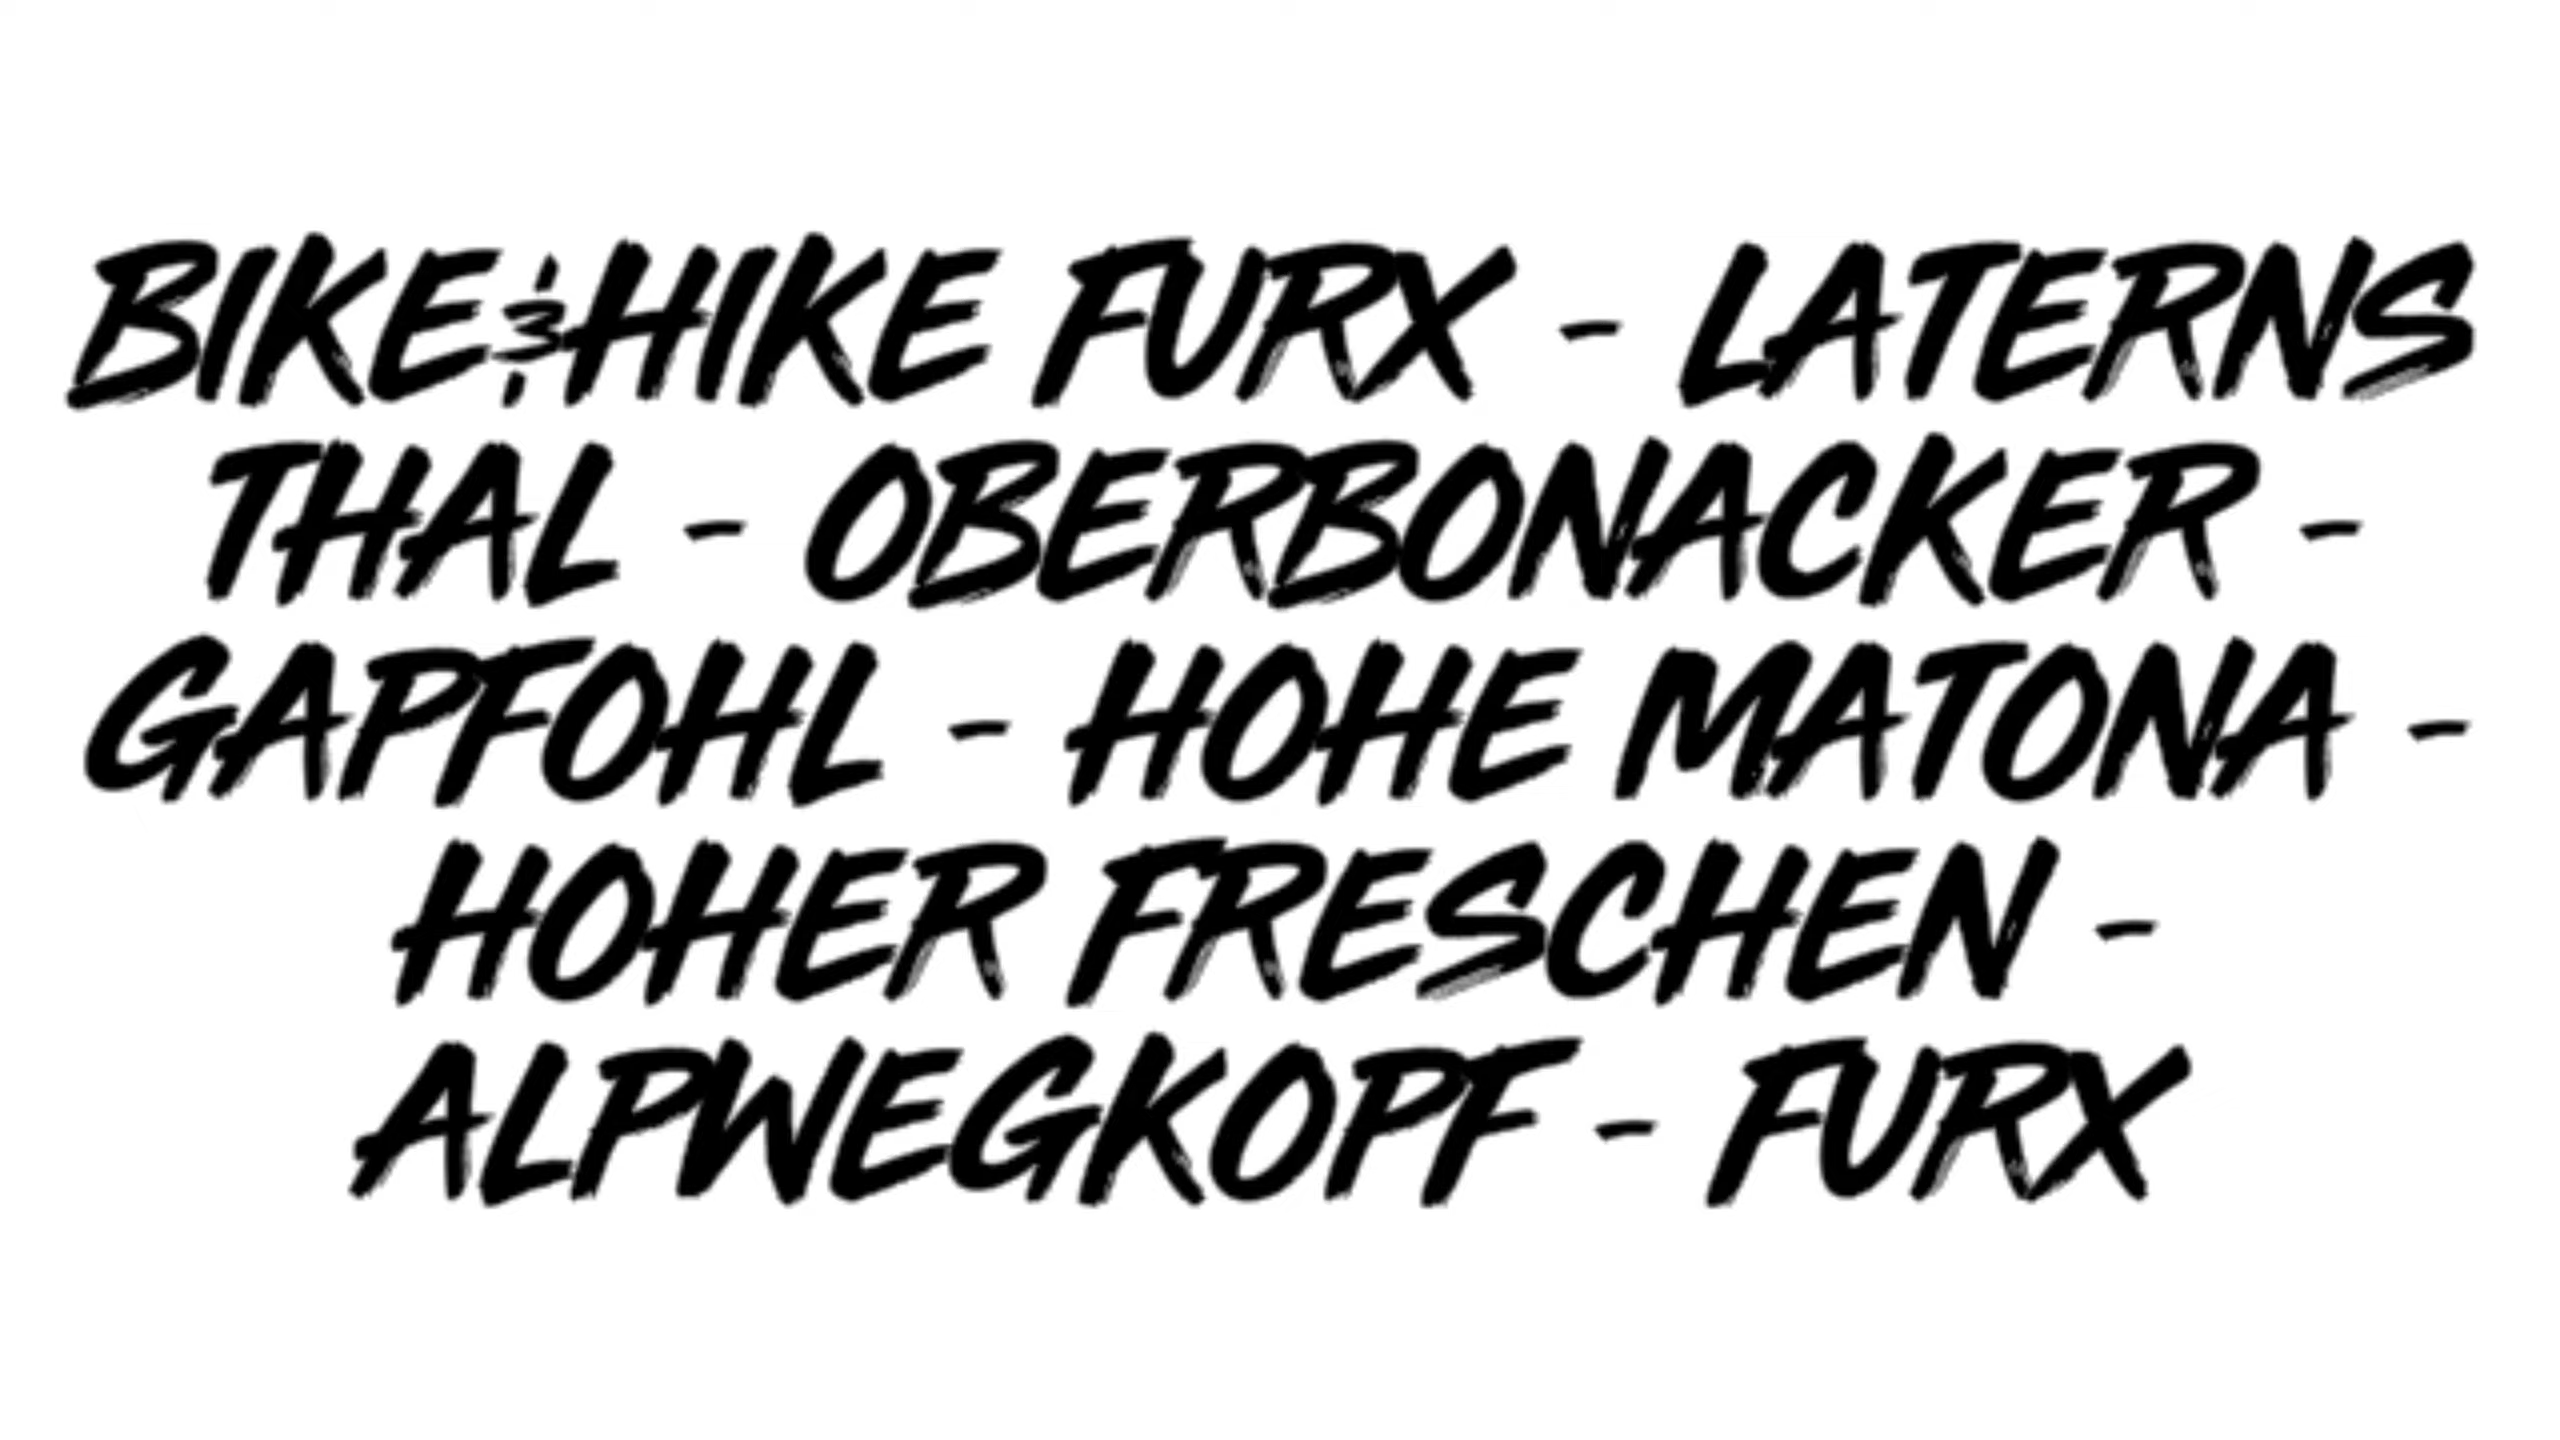 BIKE&HIKE FURX - LATERNS
THAL - OBERBONACKER -
GAPFOHL - HOHE MATONA -
HOHER FRESCHEN -
ALPWEGKOPF - FURX